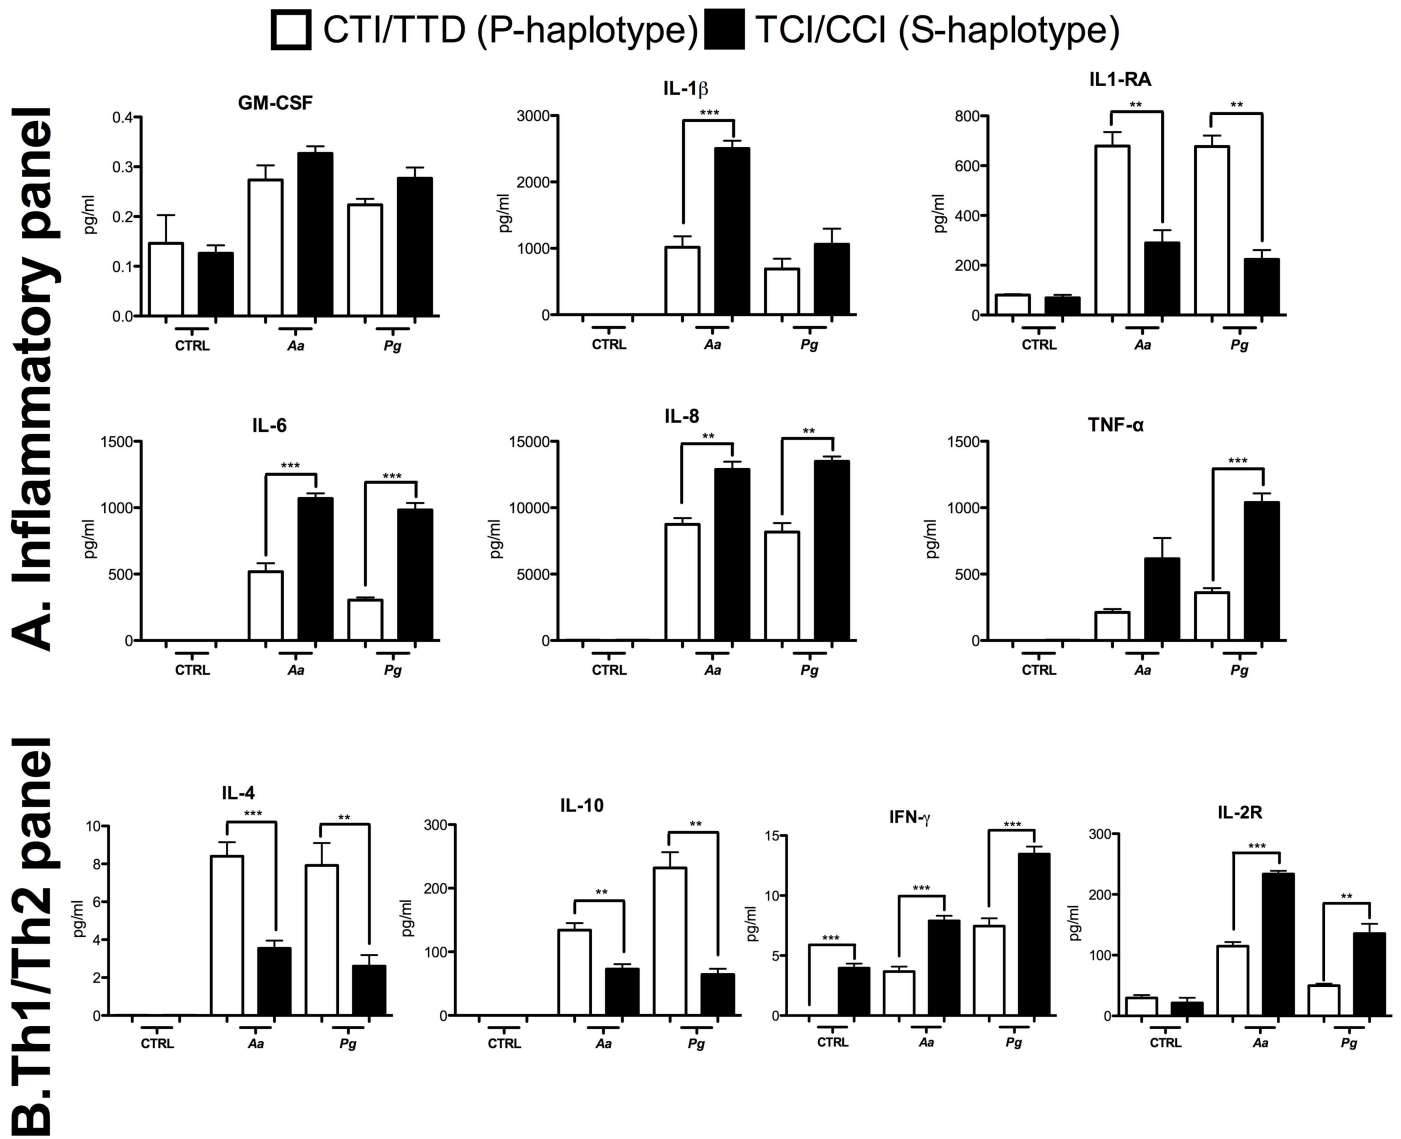 CTI/TTD (P-haplotype) TCI/CCI (S-haplotype)
A. Inflammatory panel
GM-CSF
pg/ml
0.4
0.3
0.2
0.1
0.0
CTRL Aa Pg
IL-1β
pg/ml
3000
2000
1000
0
***
CTRL Aa Pg
IL1-RA
pg/ml
800
600
400
200
0
** **
CTRL Aa Pg
IL-6
pg/ml
1500
1000
500
0
*** ***
CTRL Aa Pg
IL-8
pg/ml
15000
10000
5000
0
** **
CTRL Aa Pg
TNF-α
pg/ml
1500
1000
500
0
***
CTRL Aa Pg
B.Th1/Th2 panel
IL-4
pg/ml
10
8
6
4
2
0
*** **
CTRL Aa Pg
IL-10
pg/ml
300
200
100
0
** **
CTRL Aa Pg
IFN-γ
pg/ml
15
10
5
0
*** *** ***
CTRL Aa Pg
IL-2R
pg/ml
300
200
100
0
*** **
CTRL Aa Pg